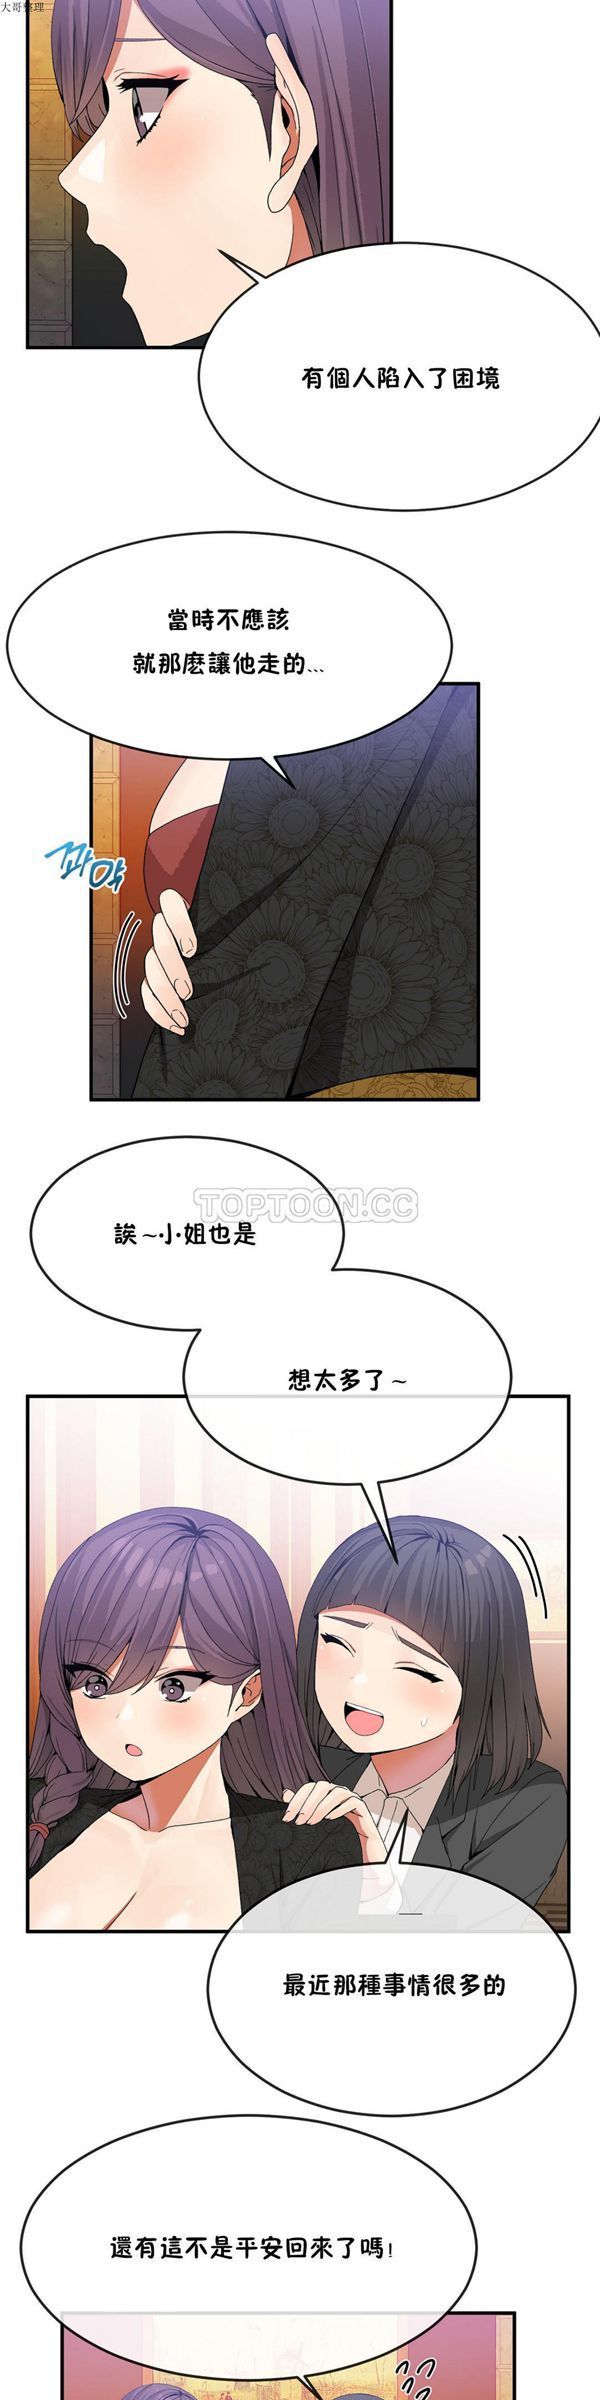 大哥整理
有個人陷入了困境
當時不應該
就那麼讓他走的...
꽈악
TOPTOON.CC
誒~小姐也是
想太多了~
最近那種事情很多的
還有這不是平安回來了嗎!